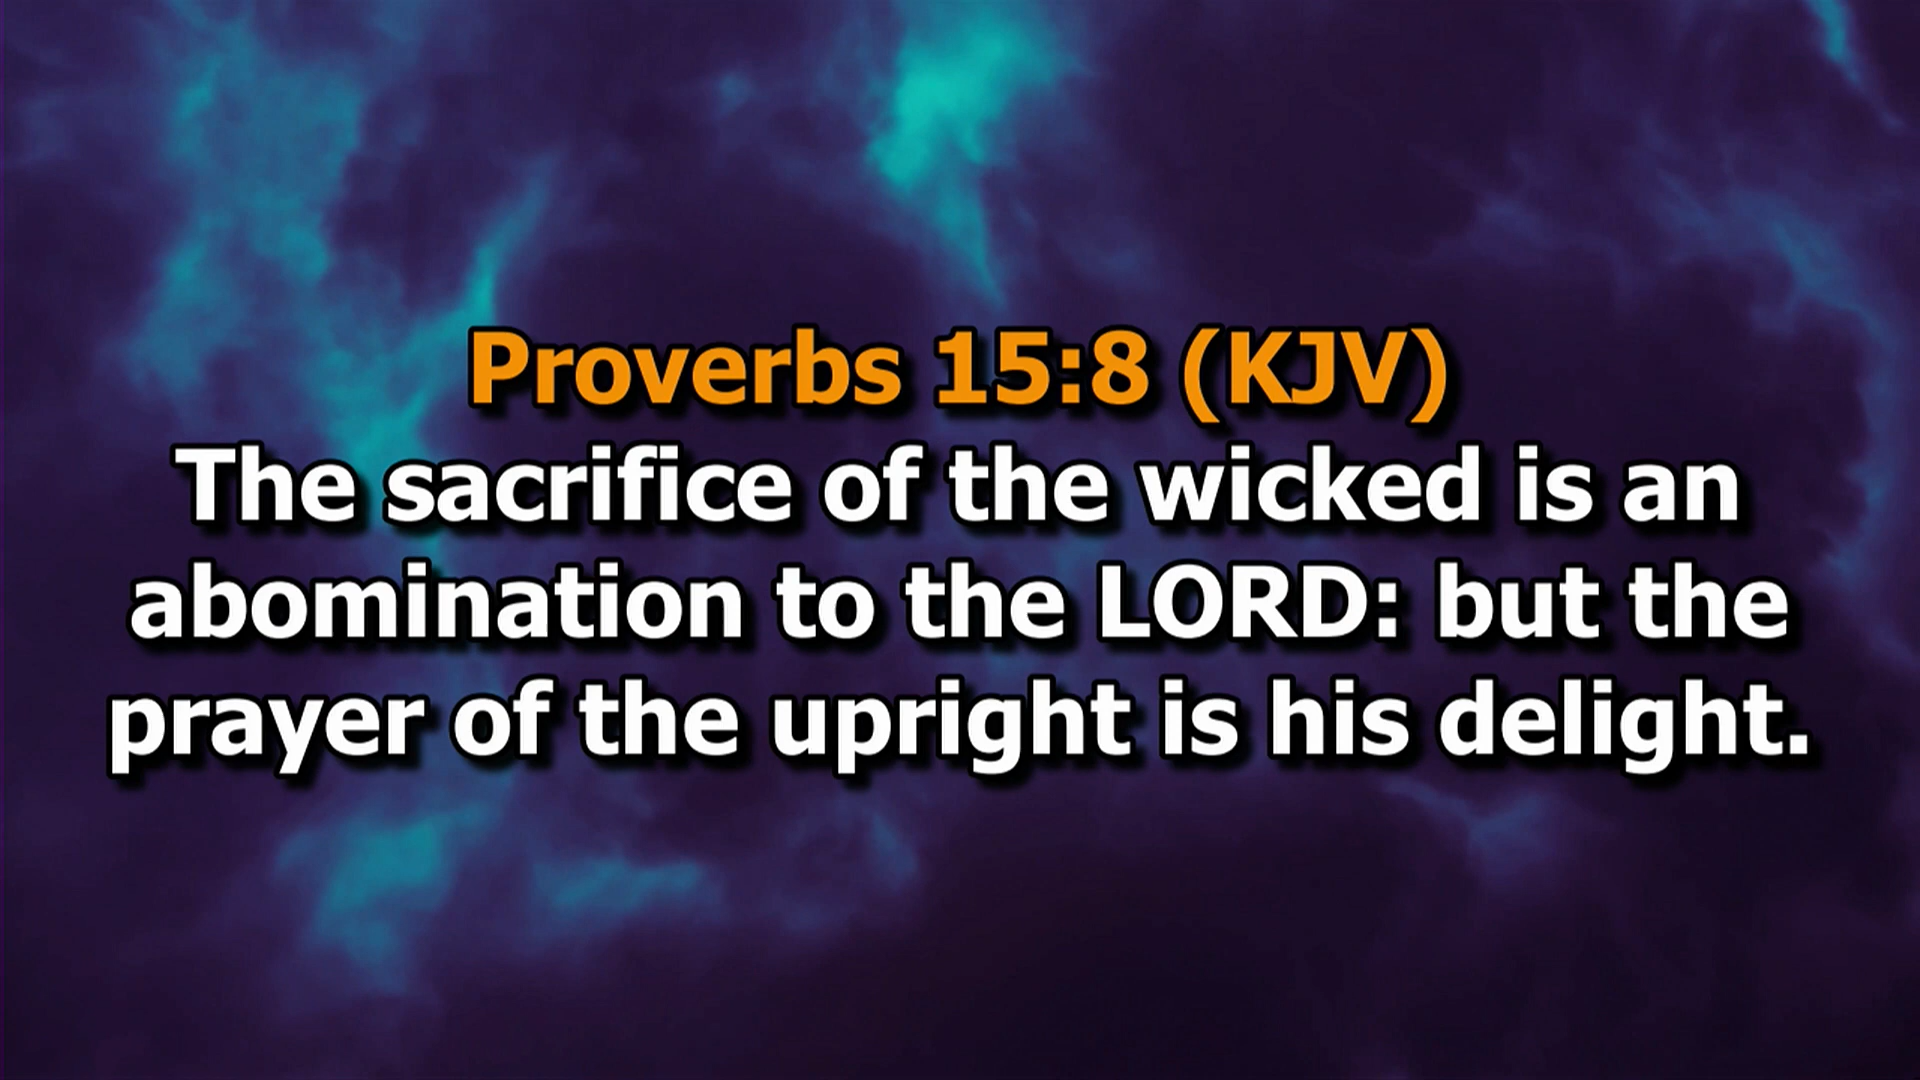 Proverbs 15:8 (KJV)
The sacrifice of the wicked is an
abomination to the LORD: but the
prayer of the upright is his delight.